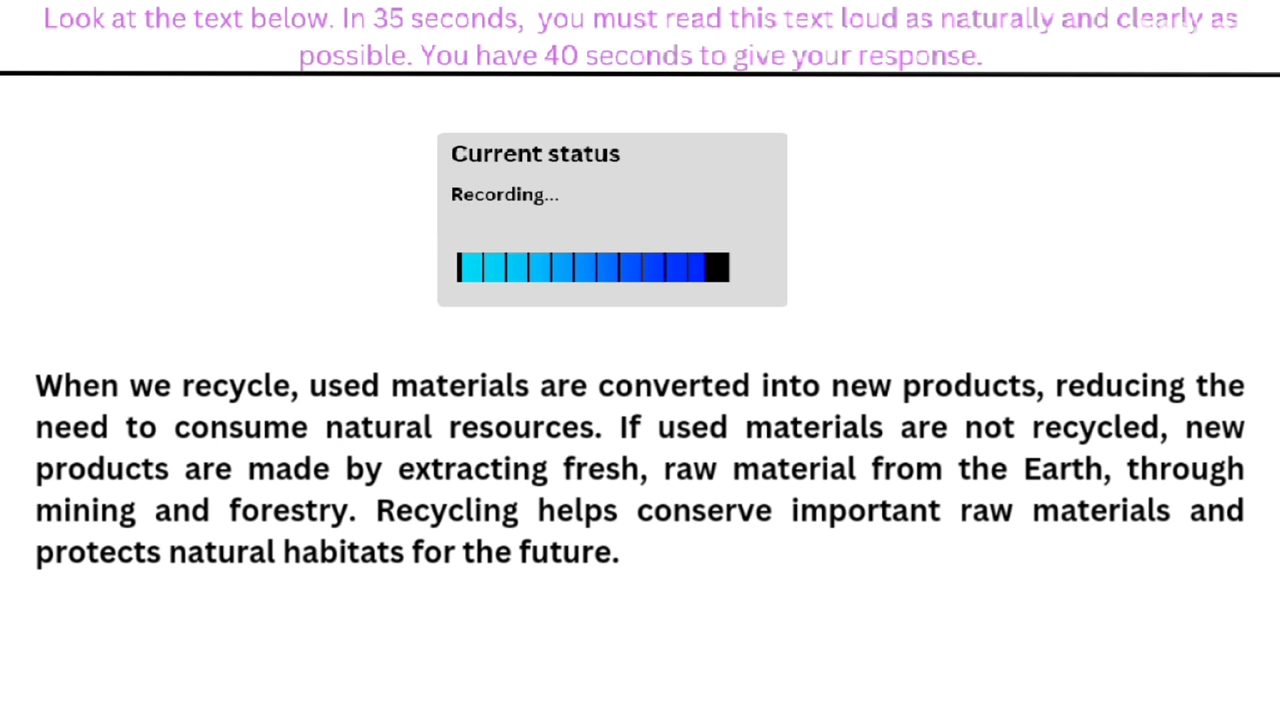 Look at the text below. In 35 seconds, you must read this text loud as naturally and clearly as
possible. You have 40 seconds to give your response.
Current status
Recording...
When we recycle, used materials are converted into new products, reducing the
need to consume natural resources. If used materials are not recycled, new
products are made by extracting fresh, raw material from the Earth, through
mining and forestry. Recycling helps conserve important raw materials and
protects natural habitats for the future.